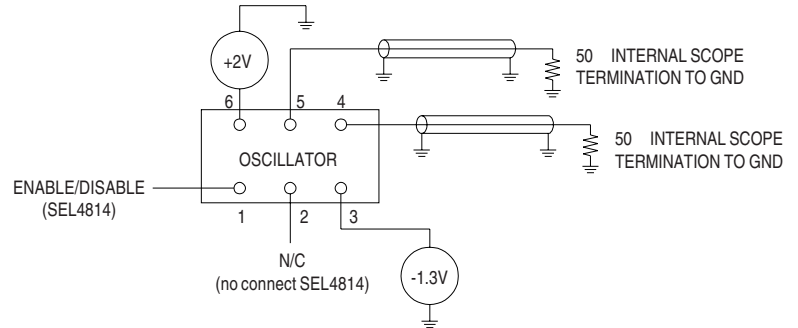 +2V
50 INTERNAL SCOPE
TERMINATION TO GND
6 5 4
50 INTERNAL SCOPE
TERMINATION TO GND
OSCILLATOR
ENABLE/DISABLE
(SEL4814)
1 2 3
N/C
(no connect SEL4814)
-1.3V